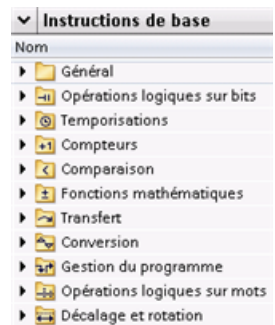 Instructions de base
Nom
Général
Opérations logiques sur bits
Temporisations
Compteurs
Comparaison
Fonctions mathématiques
Transfert
Conversion
Gestion du programme
Opérations logiques sur mots
Décalage et rotation